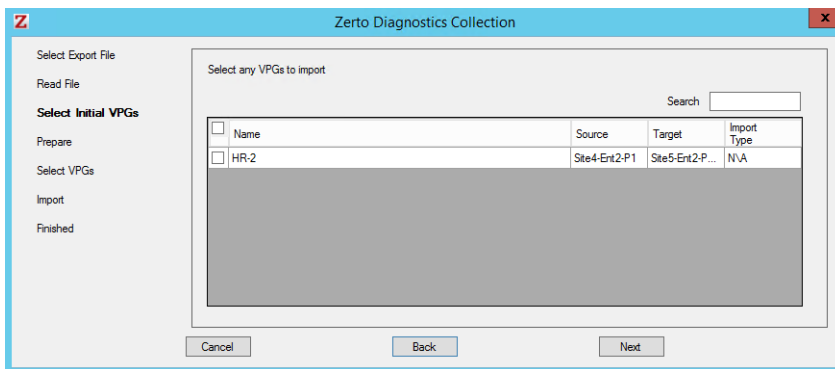 Z Zerto Diagnostics Collection x
Select Export File
Read File
Select Initial VPGs
Prepare
Select VPGs
Import
Finished
Select any VPGs to import
Search
Name Source Target Import Type
HR-2 Site4-Ent2-P1 Site5-Ent2-P... N\A
Cancel Back Next